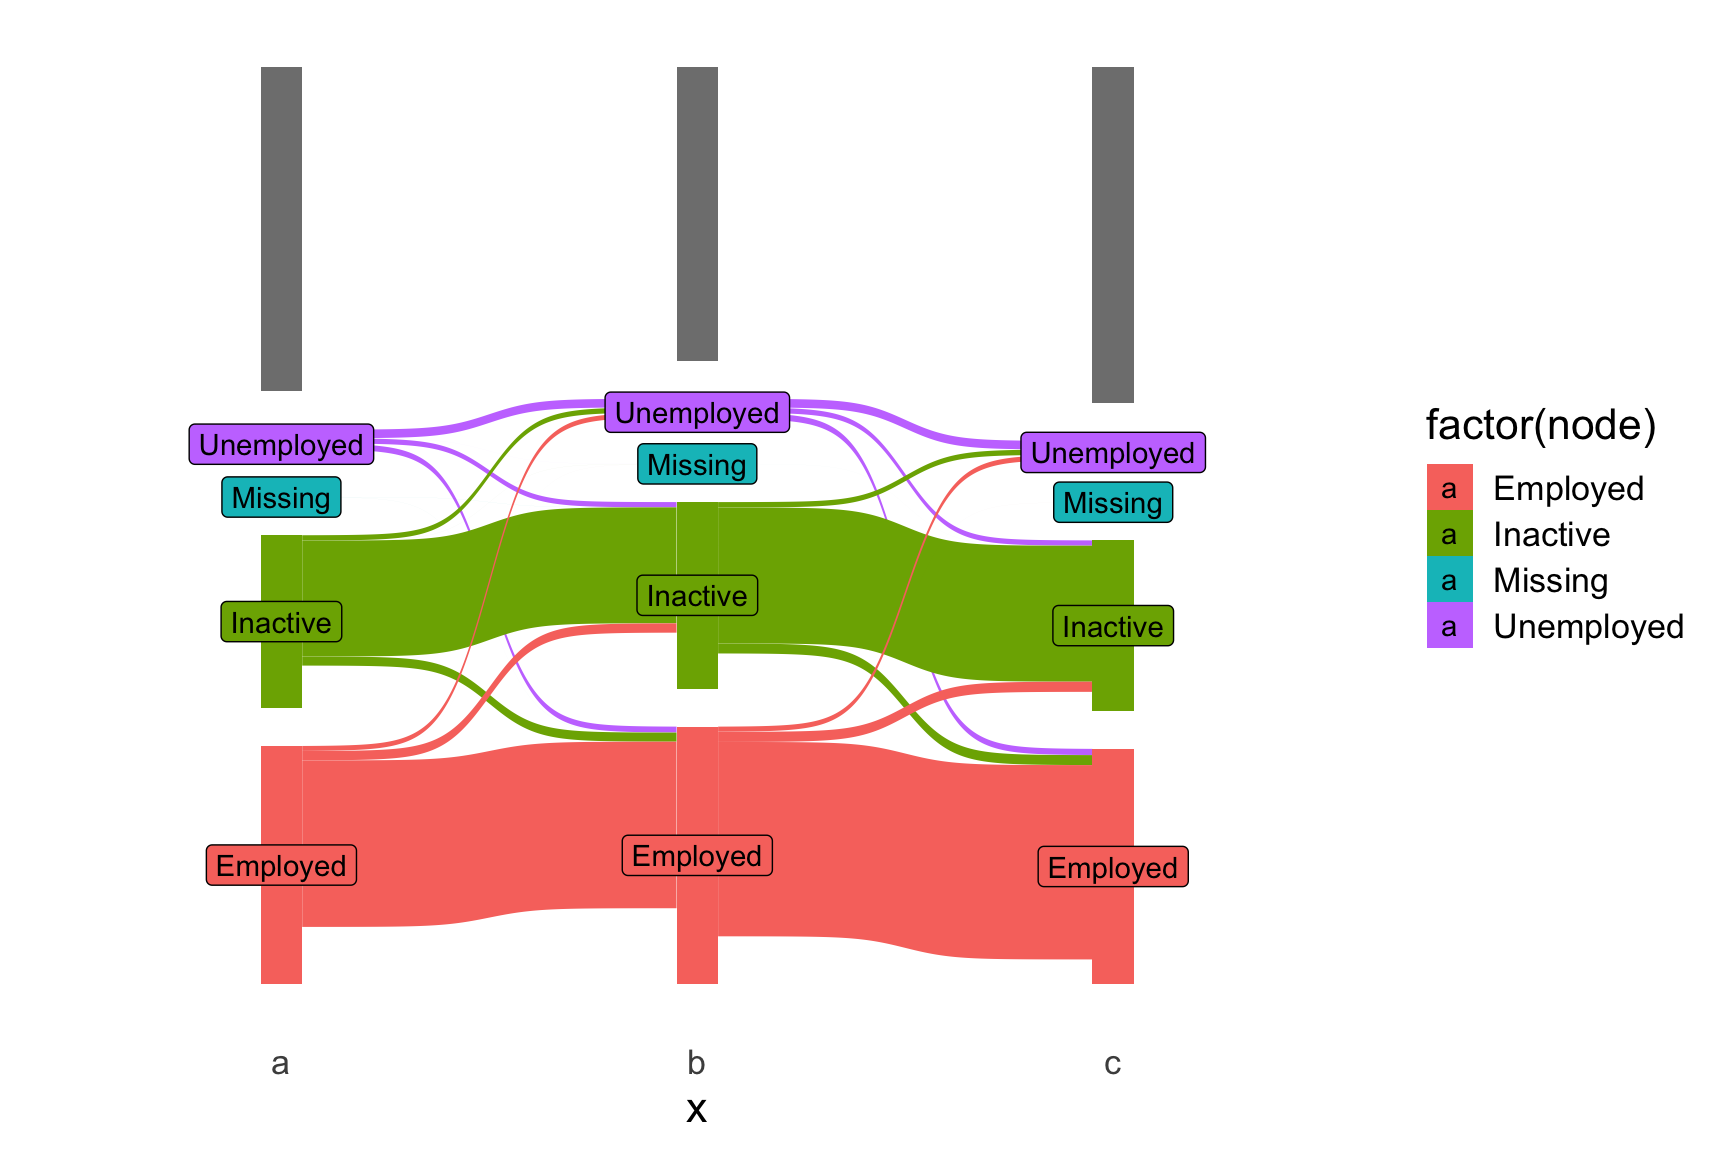 Unemployed
Missing
Inactive
Employed
Unemployed
Missing
Inactive
Employed
Unemployed
Missing
Inactive
Employed
a
b
c
x
factor(node)
a Employed
a Inactive
a Missing
a Unemployed